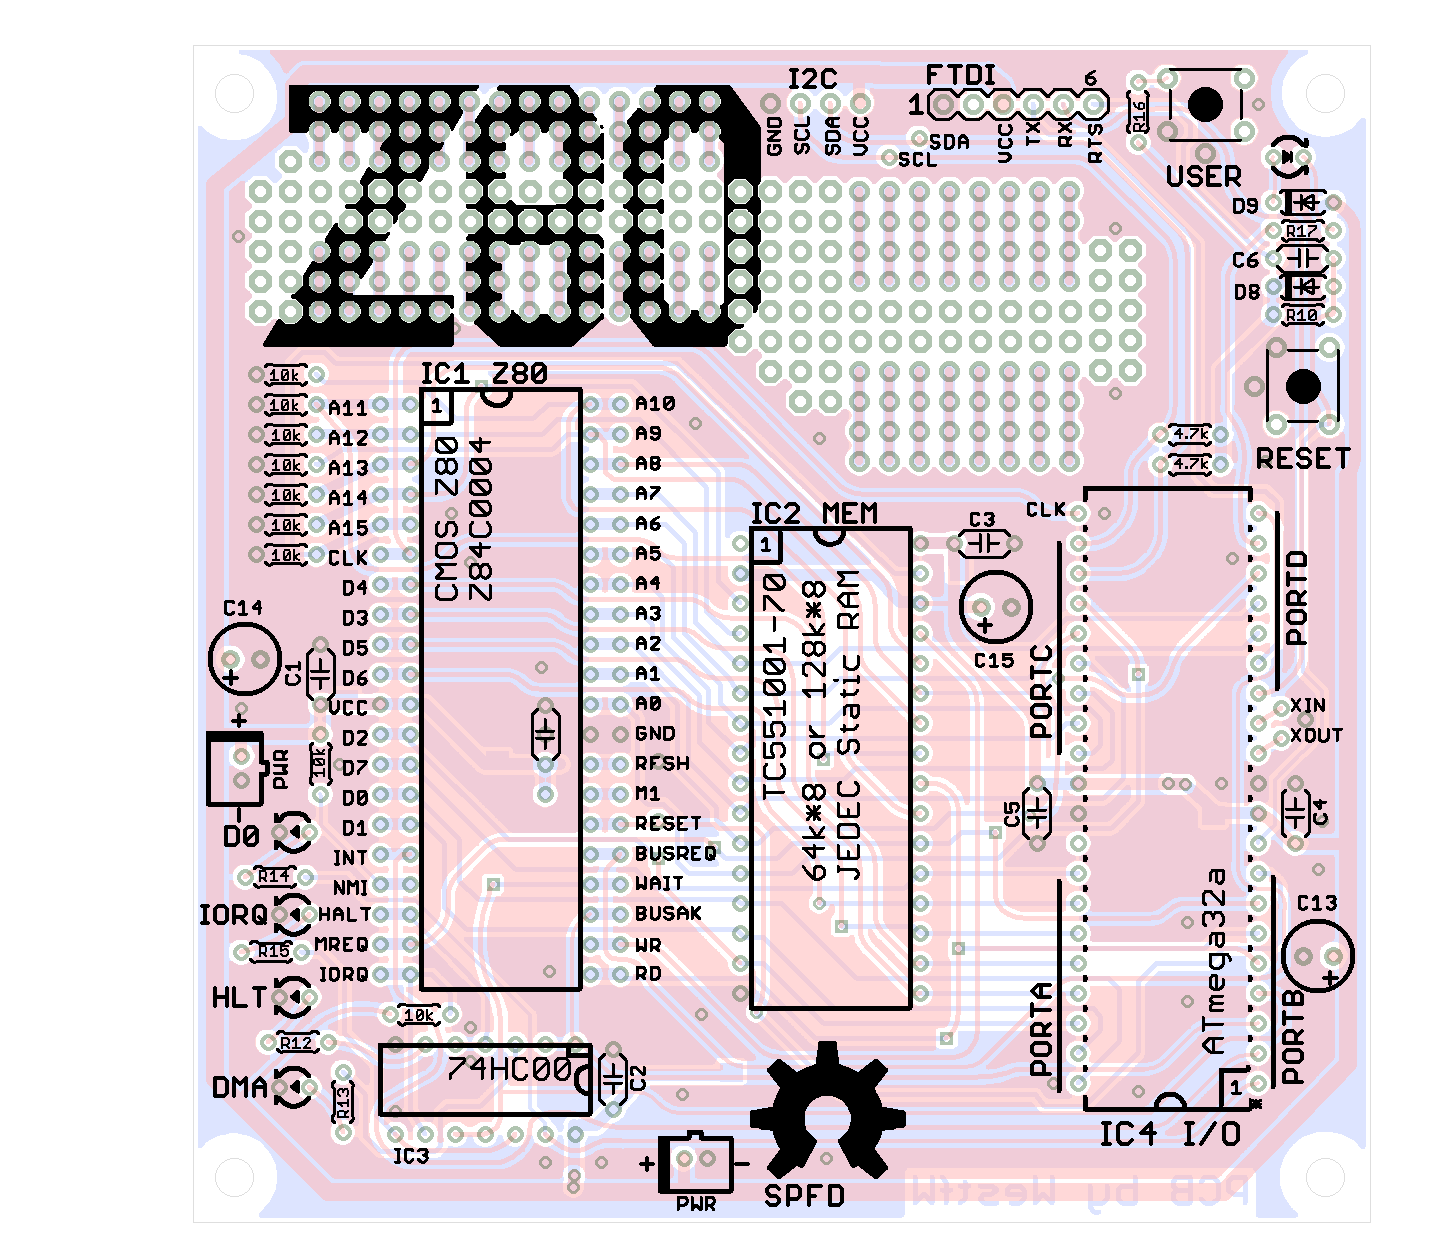 Z80
I2C
GND
SCL
SDA
VCC
FTDI
6
1
SDA
SCL
VCC
TX
RX
RTS
R16
USER
D9
R17
C6
D8
R10
RESET
4.7k
4.7k
10k
10k
10k
10k
10k
10k
10k
IC1 Z80
1
CMOS Z80
Z84C0004
A11
A12
A13
A14
A15
CLK
D4
D3
D5
D6
VCC
D2
D7
D0
D1
INT
NMI
HALT
MREQ
IORQ
A10
A9
A8
A7
A6
A5
A4
A3
A2
A1
A0
GND
RFSH
M1
RESET
BUSREQ
WAIT
BUSAK
WR
RD
C14
+
C1
+
PWR
-
D0
R14
IORQ
R15
HLT
R12
DMA
R13
10k
74HC00
IC3
C2
IC2 MEM
1
TC551001-70
64k*8 or 128k*8
JEDEC Static RAM
C3
+
C15
CLK
PORTC
PORTD
XIN
XOUT
C5
C4
PORTA
ATmega32a
C13
+
PORTB
1
*
IC4 I/O
+
-
PWR
SPFD
PCB by WestfW